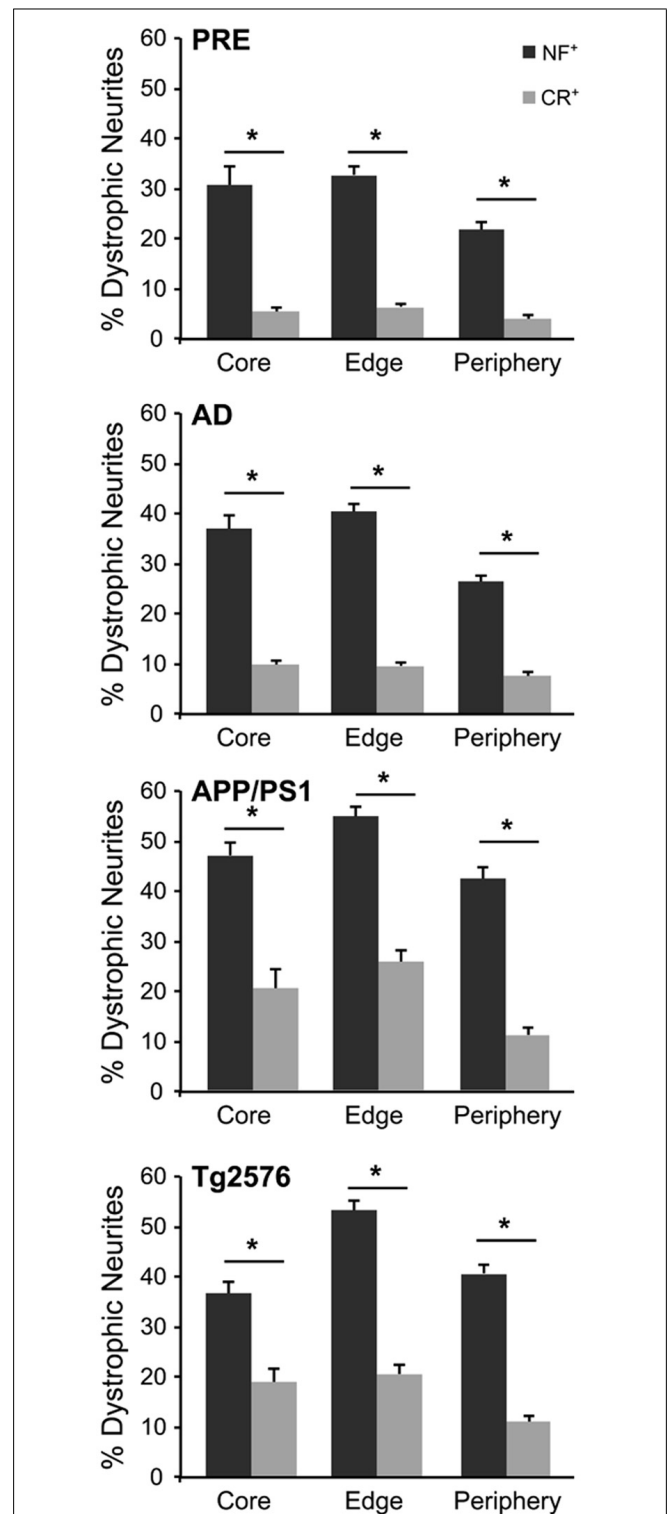 PRE
NF⁺
CR⁺
% Dystrophic Neurites
60
50
40
30
20
10
0
* * *
Core Edge Periphery
AD
% Dystrophic Neurites
60
50
40
30
20
10
0
* * *
Core Edge Periphery
APP/PS1
% Dystrophic Neurites
60
50
40
30
20
10
0
* * *
Core Edge Periphery
Tg2576
% Dystrophic Neurites
60
50
40
30
20
10
0
* * *
Core Edge Periphery